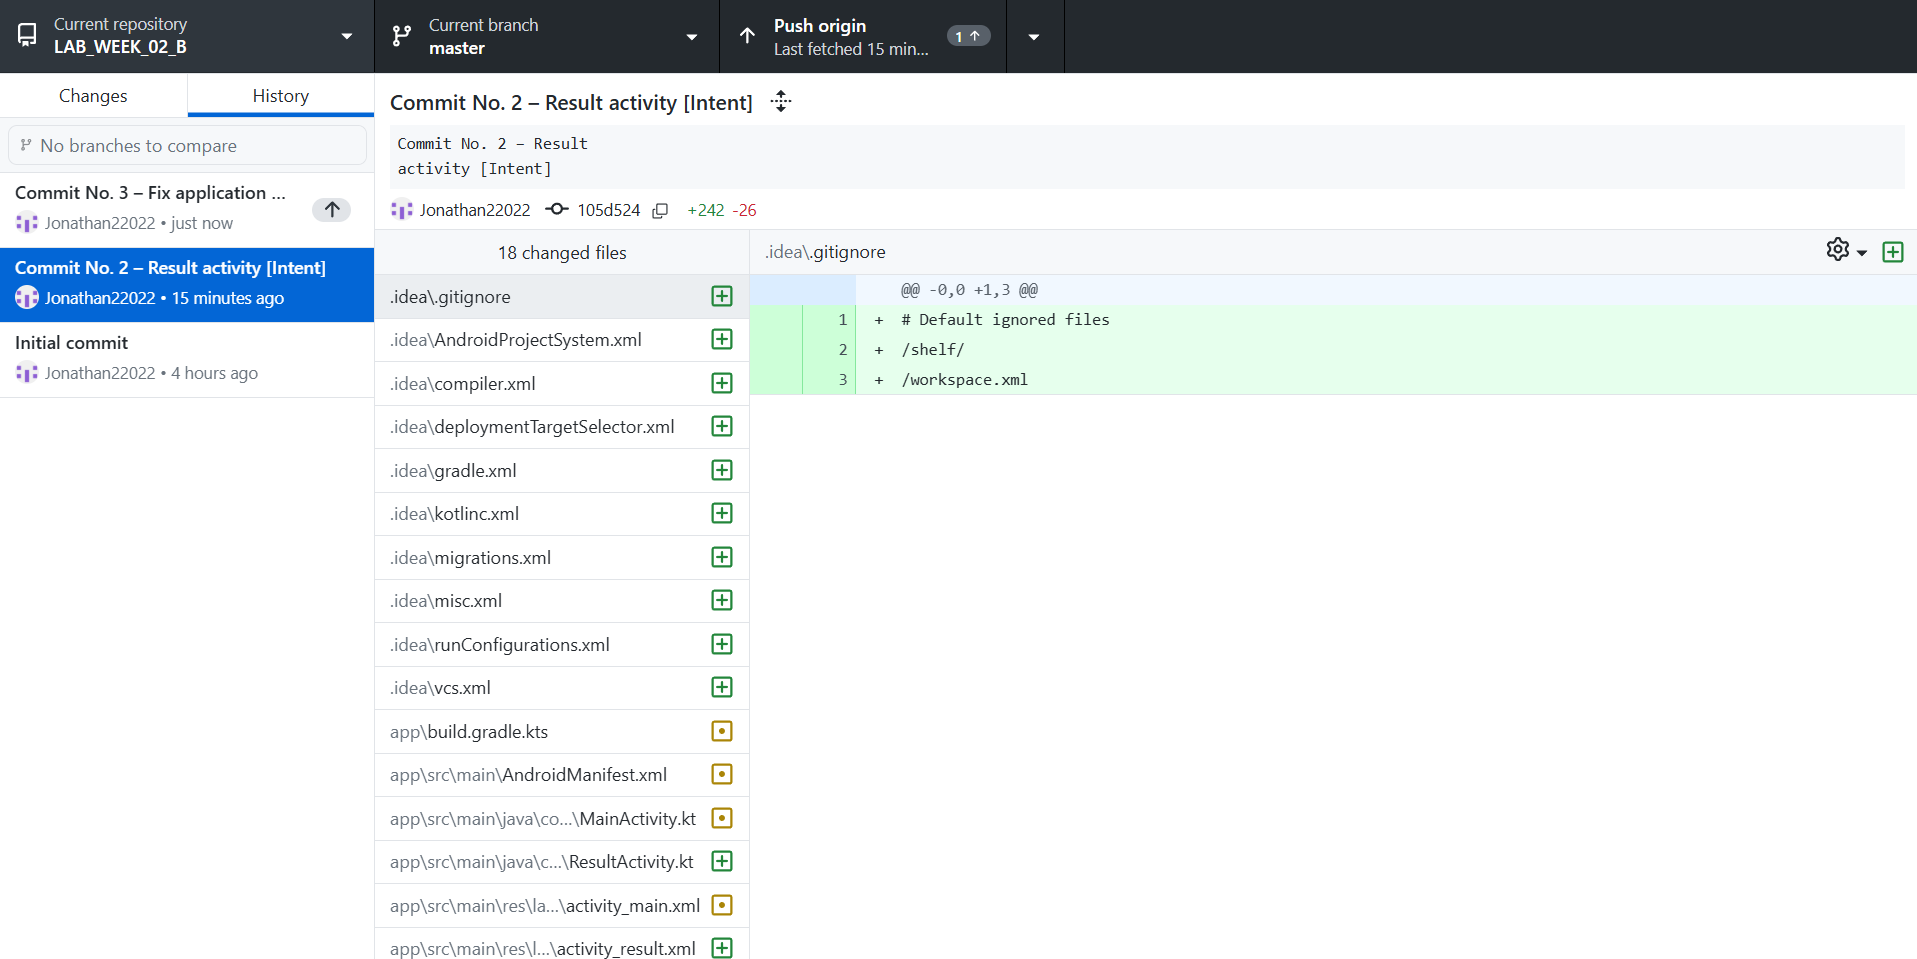 Current repository
LAB_WEEK_02_B
Current branch
master
Push origin
Last fetched 15 min...
1
Changes
History
No branches to compare
Commit No. 3 – Fix application ...
Jonathan22022 • just now
Commit No. 2 – Result activity [Intent]
Jonathan22022 • 15 minutes ago
Initial commit
Jonathan22022 • 4 hours ago
Commit No. 2 – Result activity [Intent]
Commit No. 2 – Result
activity [Intent]
Jonathan22022 105d524 +242 -26
18 changed files
.idea\.gitignore
.idea\AndroidProjectSystem.xml
.idea\compiler.xml
.idea\deploymentTargetSelector.xml
.idea\gradle.xml
.idea\kotlinc.xml
.idea\migrations.xml
.idea\misc.xml
.idea\runConfigurations.xml
.idea\vcs.xml
app\build.gradle.kts
app\src\main\AndroidManifest.xml
app\src\main\java\co...\MainActivity.kt
app\src\main\java\c...\ResultActivity.kt
app\src\main\res\la...\activity_main.xml
app\src\main\res\l...\activity_result.xml
.idea\.gitignore
@@ -0,0 +1,3 @@
1 + # Default ignored files
2 + /shelf/
3 + /workspace.xml